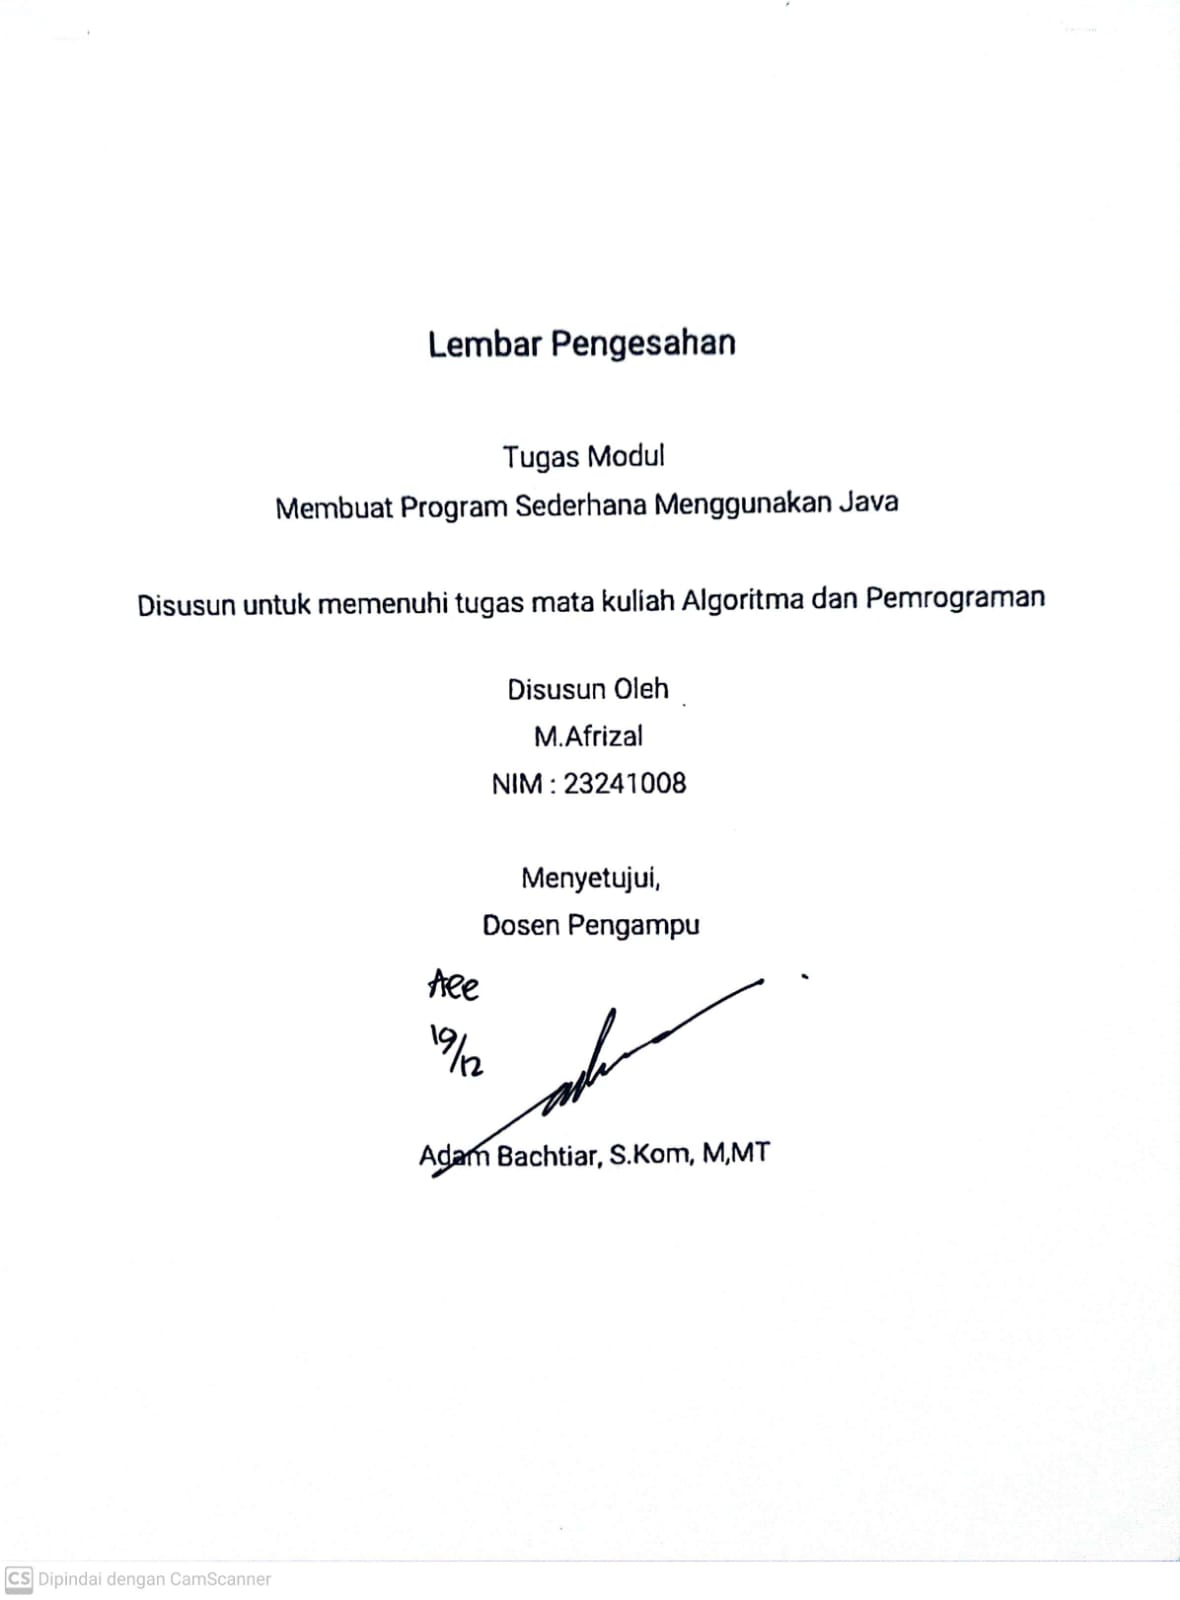 Lembar Pengesahan
Tugas Modul
Membuat Program Sederhana Menggunakan Java
Disusun untuk memenuhi tugas mata kuliah Algoritma dan Pemrograman
Disusun Oleh
M.Afrizal
NIM : 23241008
Menyetujui,
Dosen Pengampu
Acc
19/12
Adam Bachtiar, S.Kom, M,MT
CS Dipindai dengan CamScanner